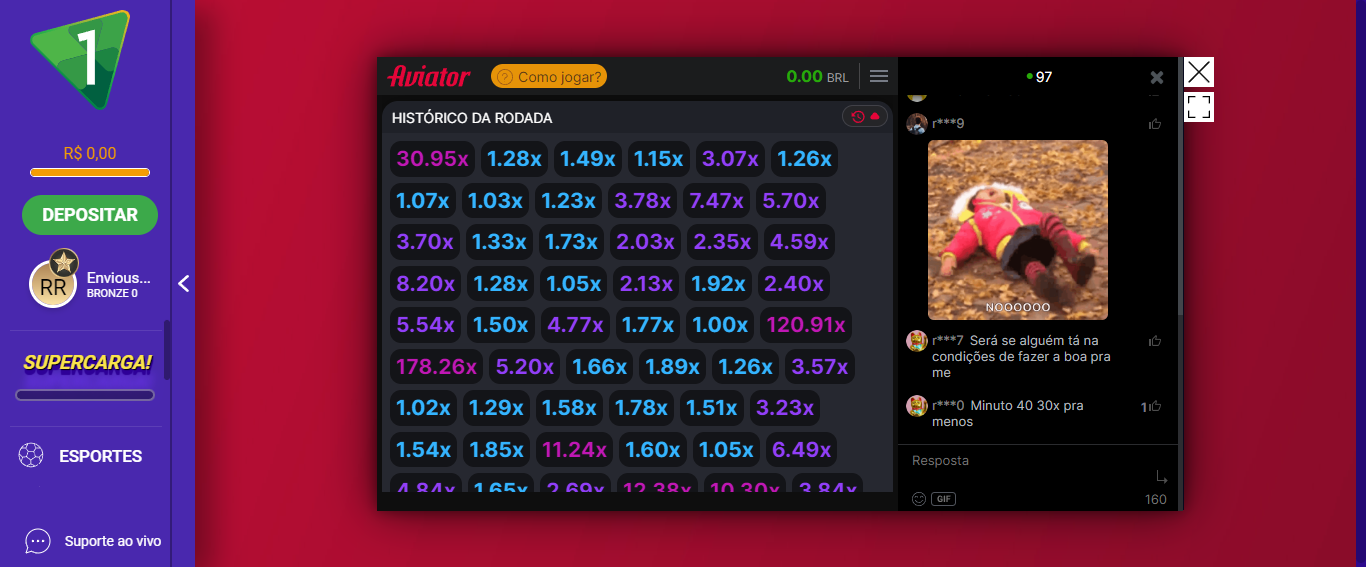 1
R$ 0,00
DEPOSITAR
RR
Envious...
BRONZE 0
SUPERCARGA!
ESPORTES
Suporte ao vivo
Aviator
? Como jogar?
0.00 BRL
HISTÓRICO DA RODADA
30.95x 1.28x 1.49x 1.15x 3.07x 1.26x
1.07x 1.03x 1.23x 3.78x 7.47x 5.70x
3.70x 1.33x 1.73x 2.03x 2.35x 4.59x
8.20x 1.28x 1.05x 2.13x 1.92x 2.40x
5.54x 1.50x 4.77x 1.77x 1.00x 120.91x
178.26x 5.20x 1.66x 1.89x 1.26x 3.57x
1.02x 1.29x 1.58x 1.78x 1.51x 3.23x
1.54x 1.85x 11.24x 1.60x 1.05x 6.49x
4.84x 1.65x 2.69x 12.38x 10.30x 3.84x
97
r***9
NOOOOOO
r***7 Será se alguém tá na
condições de fazer a boa pra
me
r***0 Minuto 40 30x pra
menos
1
Resposta
GIF
160